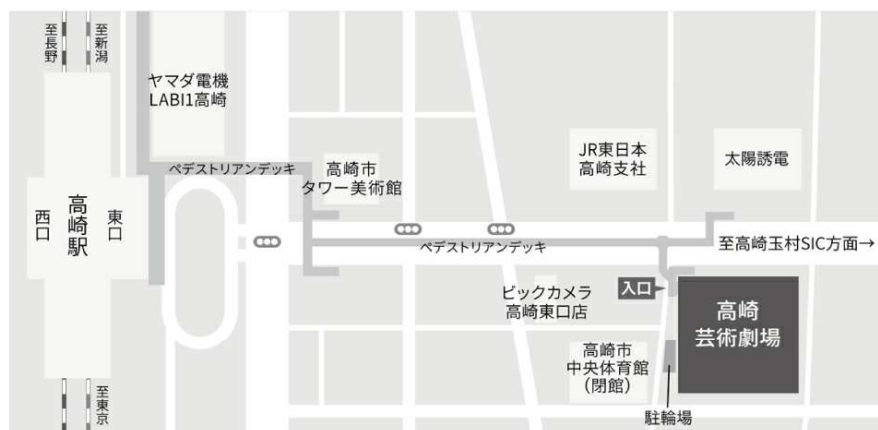 至長野
至新潟
ヤマダ電機
LABI1高崎
ペデストリアンデッキ
高崎市
タワー美術館
JR東日本
高崎支社
太陽誘電
西口
高崎駅
東口
ペデストリアンデッキ
至高崎玉村SIC方面→
ビックカメラ
高崎東口店
入口
高崎
芸術劇場
高崎市
中央体育館
(閉館)
至東京
駐輪場